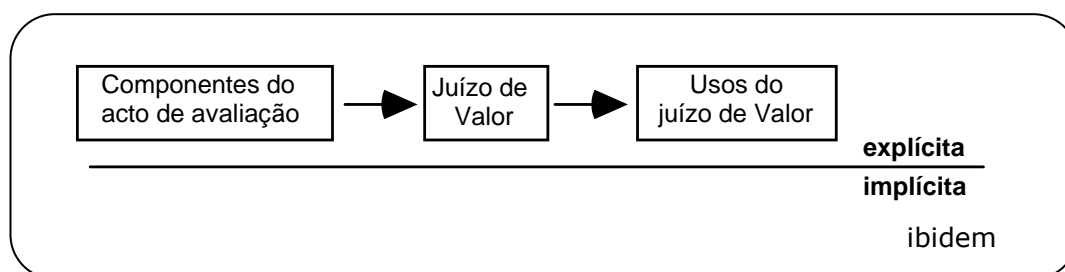 Componentes do
acto de avaliação
Juízo de
Valor
Usos do
juízo de Valor
explícita
implícita
ibidem